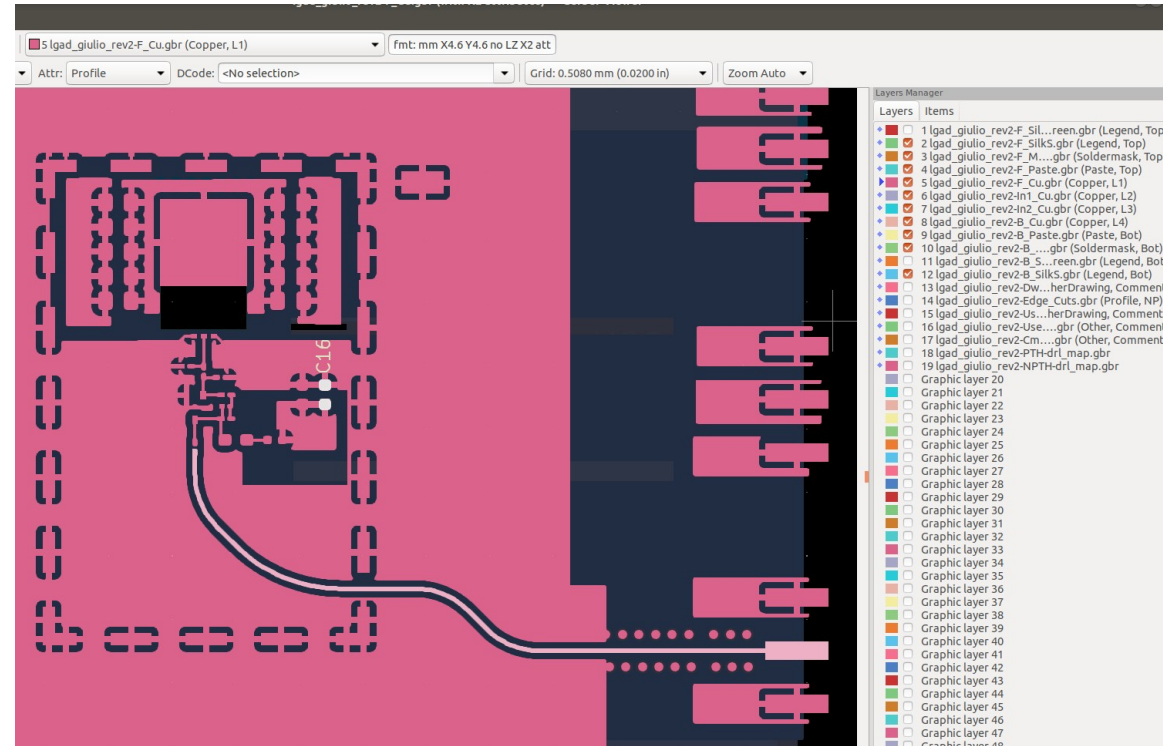 5 lgad_giulio_rev2-F_Cu.gbr (Copper, L1)
fmt: mm X4.6 Y4.6 no LZ X2 att
Attr: Profile
DCode: <No selection>
Grid: 0.5080 mm (0.0200 in)
Zoom Auto
Layers Manager
Layers Items
1 lgad_giulio_rev2-F_Sil...reen.gbr (Legend, Top
2 lgad_giulio_rev2-F_SilkS.gbr (Legend, Top)
3 lgad_giulio_rev2-F_M....gbr (Soldermask, Top
4 lgad_giulio_rev2-F_Paste.gbr (Paste, Top)
5 lgad_giulio_rev2-F_Cu.gbr (Copper, L1)
6 lgad_giulio_rev2-In1_Cu.gbr (Copper, L2)
7 lgad_giulio_rev2-In2_Cu.gbr (Copper, L3)
8 lgad_giulio_rev2-B_Cu.gbr (Copper, L4)
9 lgad_giulio_rev2-B_Paste.gbr (Paste, Bot)
10 lgad_giulio_rev2-B_....gbr (Soldermask, Bot
11 lgad_giulio_rev2-B_S...reen.gbr (Legend, Bot
12 lgad_giulio_rev2-B_SilkS.gbr (Legend, Bot)
13 lgad_giulio_rev2-Dw...herDrawing, Comment
14 lgad_giulio_rev2-Edge_Cuts.gbr (Profile, NP)
15 lgad_giulio_rev2-Us...herDrawing, Comment
16 lgad_giulio_rev2-Use....gbr (Other, Comment
17 lgad_giulio_rev2-Cm....gbr (Other, Comment
18 lgad_giulio_rev2-PTH-drl_map.gbr
19 lgad_giulio_rev2-NPTH-drl_map.gbr
Graphic layer 20
Graphic layer 21
Graphic layer 22
Graphic layer 23
Graphic layer 24
Graphic layer 25
Graphic layer 26
Graphic layer 27
Graphic layer 28
Graphic layer 29
Graphic layer 30
Graphic layer 31
Graphic layer 32
Graphic layer 33
Graphic layer 34
Graphic layer 35
Graphic layer 36
Graphic layer 37
Graphic layer 38
Graphic layer 39
Graphic layer 40
Graphic layer 41
Graphic layer 42
Graphic layer 43
Graphic layer 44
Graphic layer 45
Graphic layer 46
Graphic layer 47
Graphic layer 48
C16